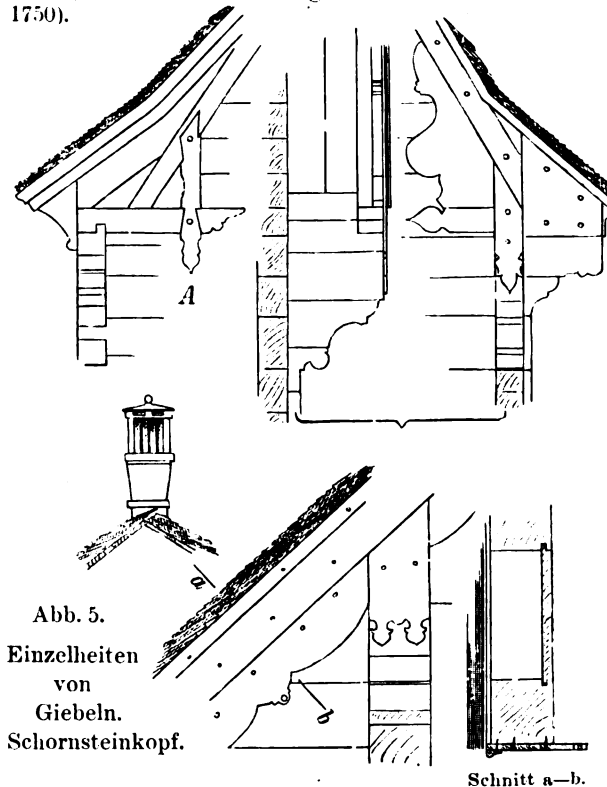 1750).
A
a
Abb. 5.
Einzelheiten
von
Giebeln.
Schornsteinkopf.
b
Schnitt a—b.